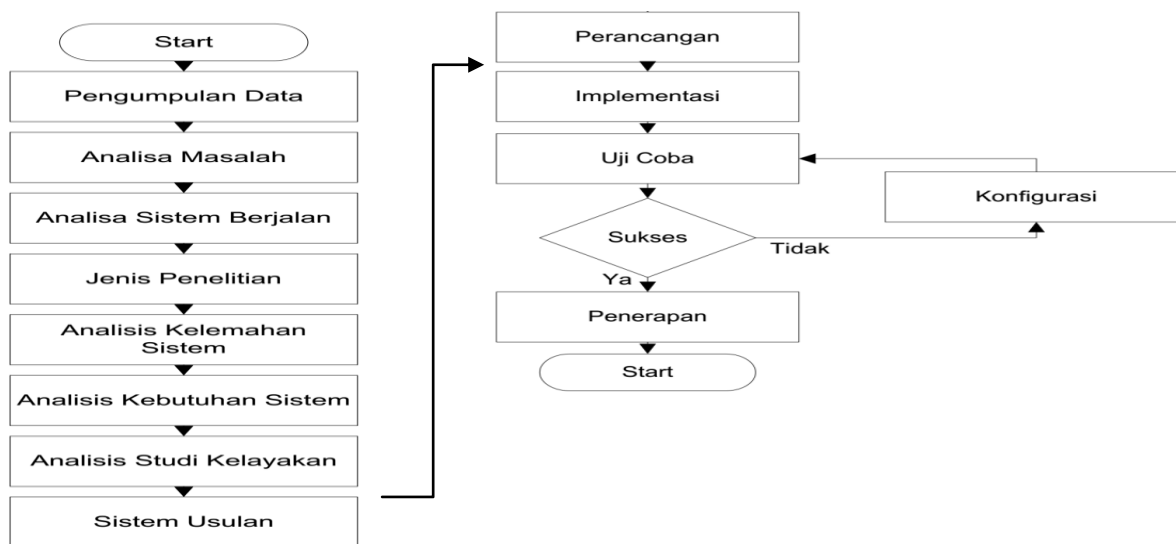 Start
Pengumpulan Data
Analisa Masalah
Analisa Sistem Berjalan
Jenis Penelitian
Analisis Kelemahan
Sistem
Analisis Kebutuhan Sistem
Analisis Studi Kelayakan
Sistem Usulan
Perancangan
Implementasi
Uji Coba
Konfigurasi
Sukses
Tidak
Ya
Penerapan
Start